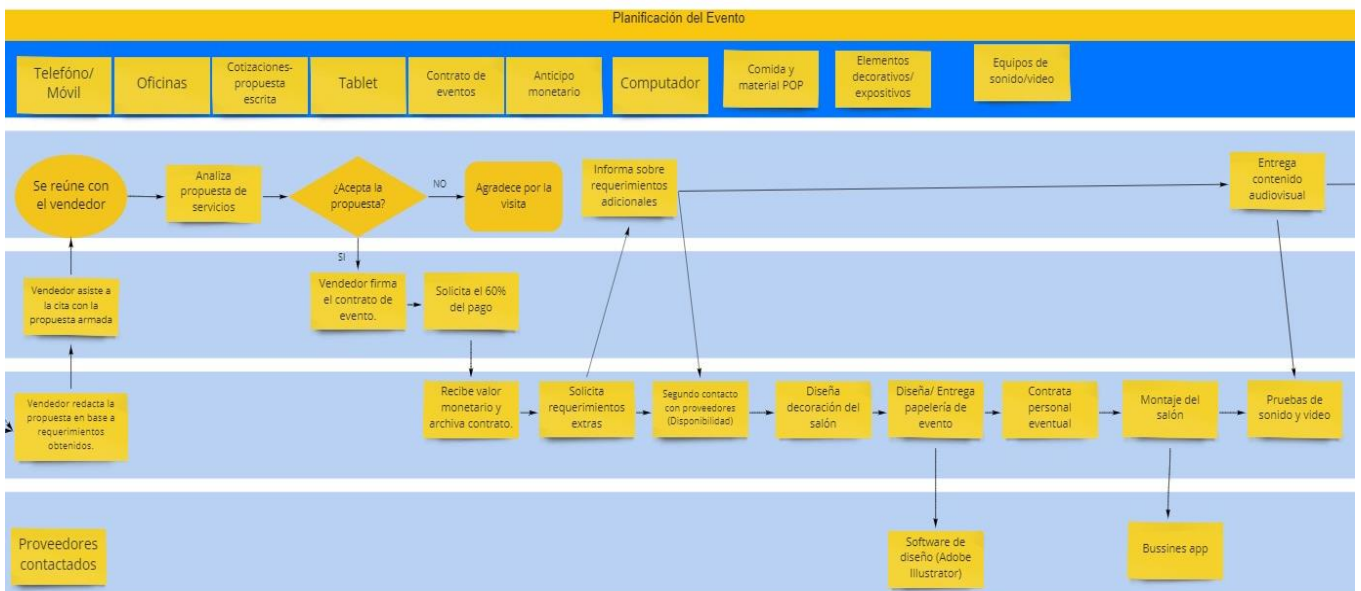 Planificación del Evento
Telefóno/
Móvil
Oficinas
Cotizaciones-
propuesta
escrita
Tablet
Contrato de
eventos
Anticipo
monetario
Computador
Comida y
material POP
Elementos
decorativos/
expositivos
Equipos de
sonido/video
Se reúne con
el vendedor
Analiza
propuesta de
servicios
¿Acepta la
propuesta?
NO
Agradece por la
visita
Informa sobre
requerimientos
adicionales
Entrega
contenido
audiovisual
SI
Vendedor asiste a
la cita con la
propuesta armada
Vendedor firma
el contrato de
evento.
Solicita el 60%
del pago
Vendedor redacta la
propuesta en base a
requerimientos
obtenidos.
Recibe valor
monetario y
archiva contrato.
Solicita
requerimientos
extras
Segundo contacto
con proveedores
(Disponibilidad)
Diseña
decoración del
salón
Diseña/ Entrega
papelería de
evento
Contrata
personal
eventual
Montaje del
salón
Pruebas de
sonido y video
Proveedores
contactados
Software de
diseño (Adobe
Illustrator)
Bussines app